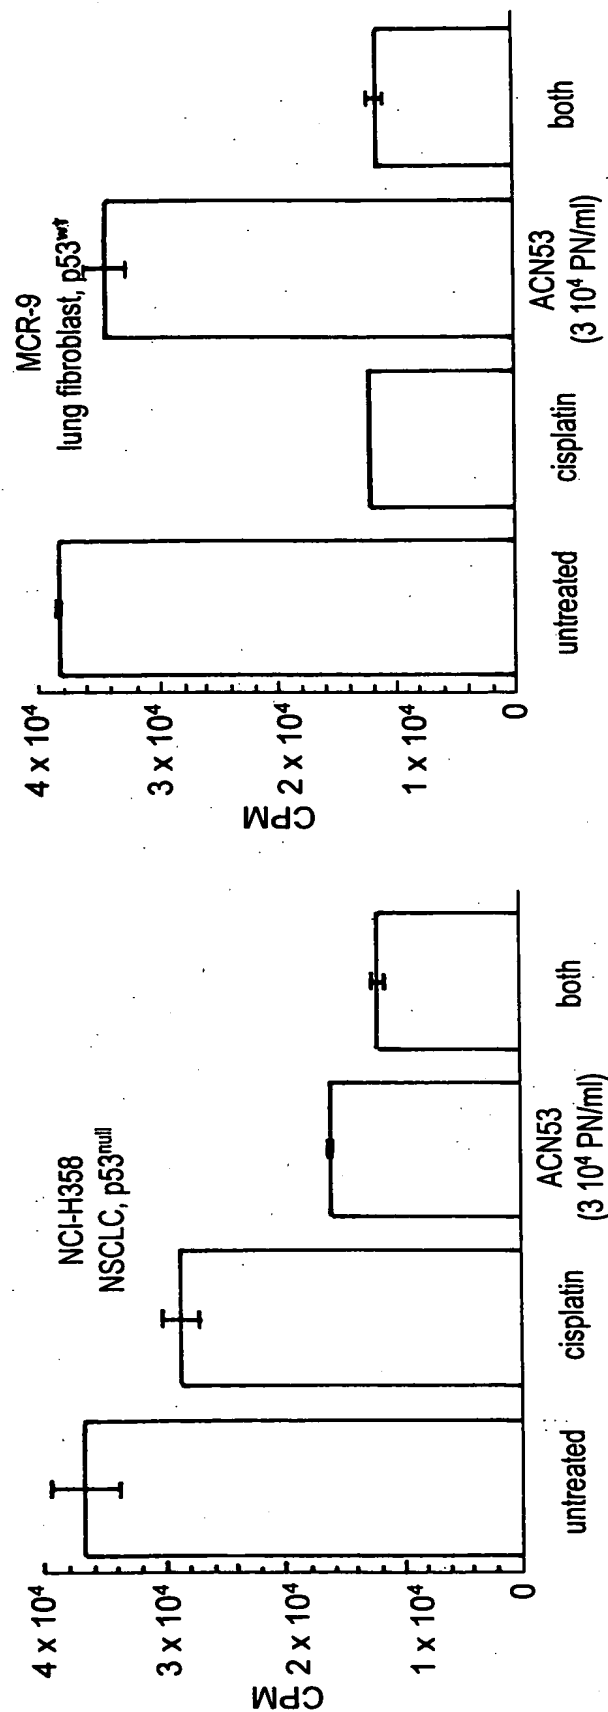 NCI-H358
NSCLC, p53null
CPM
4 x 10⁴
3 x 10⁴
2 x 10⁴
1 x 10⁴
0
untreated
cisplatin
ACN53
(3 10⁴ PN/ml)
both
MCR-9
lung fibroblast, p53wt
CPM
4 x 10⁴
3 x 10⁴
2 x 10⁴
1 x 10⁴
0
untreated
cisplatin
ACN53
(3 10⁴ PN/ml)
both